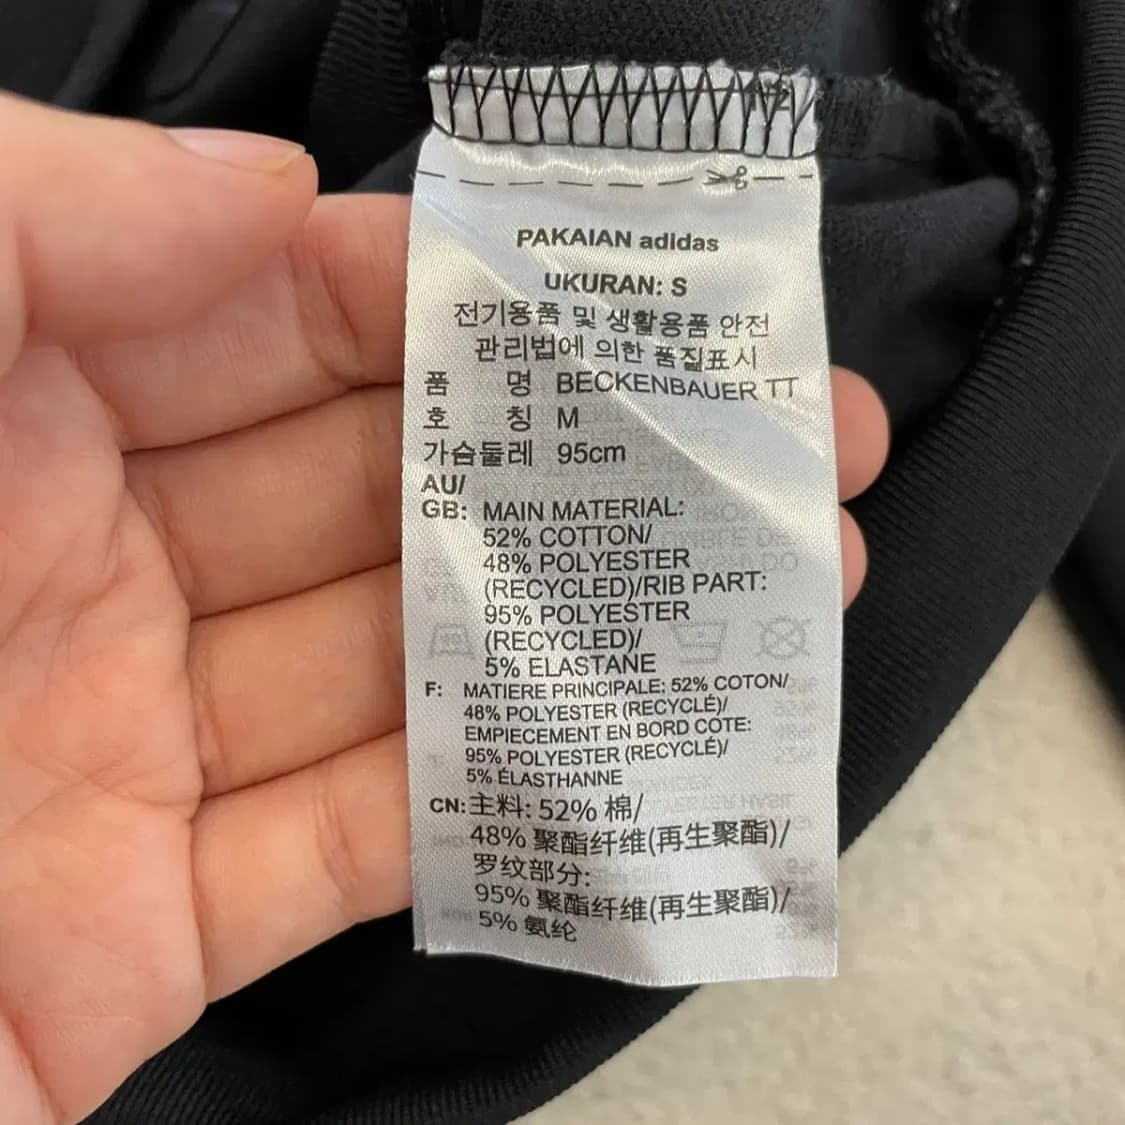 PAKAIAN adidas
UKURAN: S
전기용품 및 생활용품 안전
관리법에 의한 품질표시
품 명 BECKENBAUER TT
호 칭 M
가슴둘레 95cm
AU/
GB: MAIN MATERIAL:
52% COTTON/
48% POLYESTER
(RECYCLED)/RIB PART:
95% POLYESTER
(RECYCLED)/
5% ELASTANE
F: MATIERE PRINCIPALE: 52% COTON/
48% POLYESTER (RECYCLÉ)/
EMPIECEMENT EN BORD COTE:
95% POLYESTER (RECYCLÉ)/
5% ÉLASTHANNE
CN: 主料: 52% 棉/
48% 聚酯纤维(再生聚酯)/
罗纹部分:
95% 聚酯纤维(再生聚酯)/
5% 氨纶